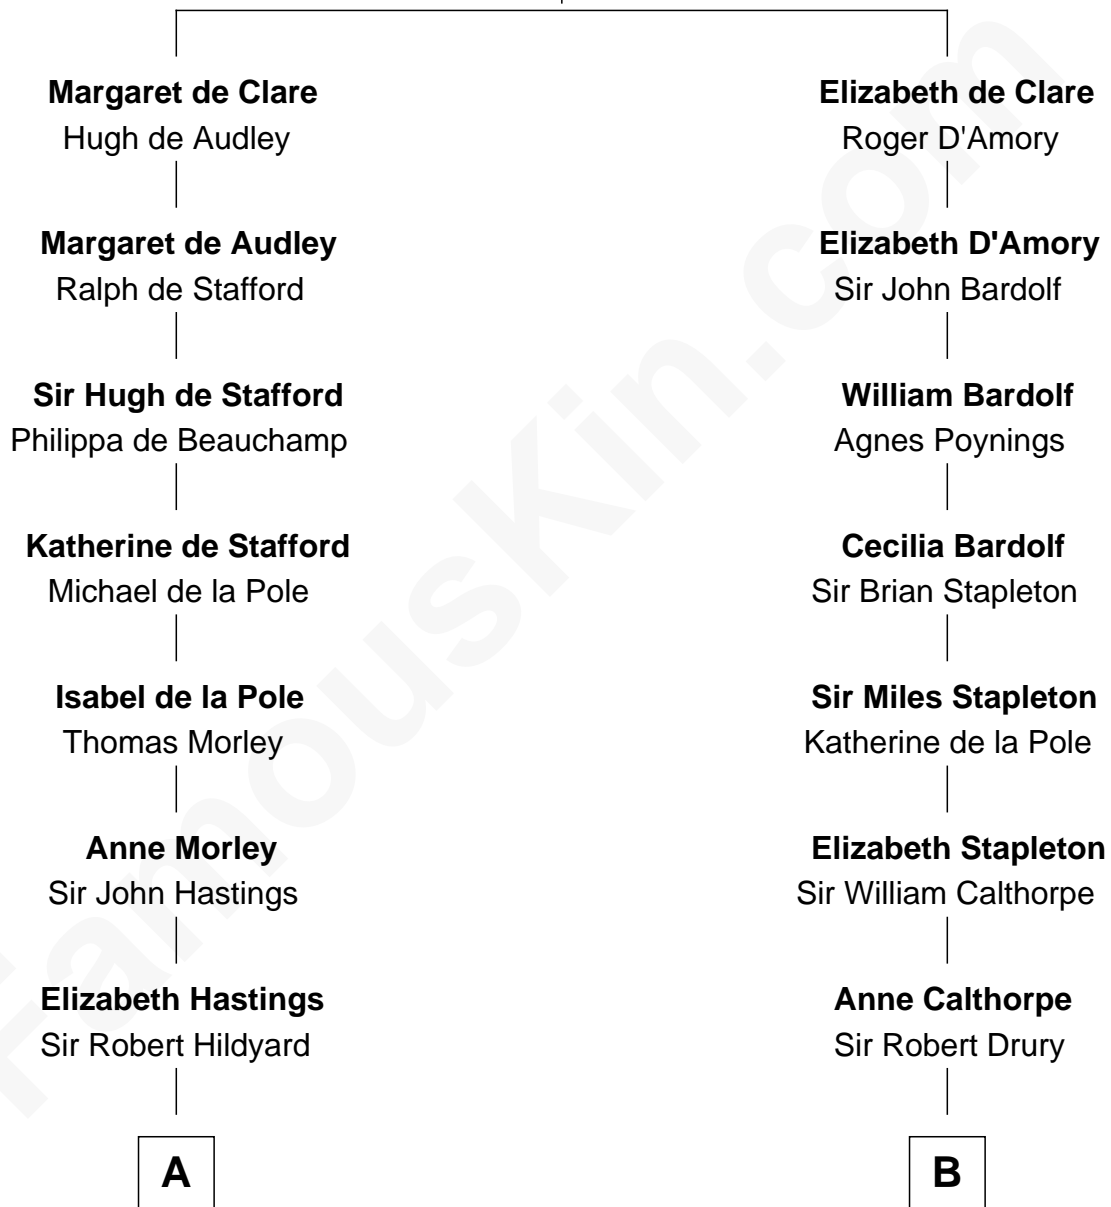 Margaret de Clare
Hugh de Audley
Margaret de Audley
Ralph de Stafford
Sir Hugh de Stafford
Philippa de Beauchamp
Katherine de Stafford
Michael de la Pole
Isabel de la Pole
Thomas Morley
Anne Morley
Sir John Hastings
Elizabeth Hastings
Sir Robert Hildyard
A
Elizabeth de Clare
Roger D'Amory
Elizabeth D'Amory
Sir John Bardolf
William Bardolf
Agnes Poynings
Cecilia Bardolf
Sir Brian Stapleton
Sir Miles Stapleton
Katherine de la Pole
Elizabeth Stapleton
Sir William Calthorpe
Anne Calthorpe
Sir Robert Drury
B
FamousKin.com